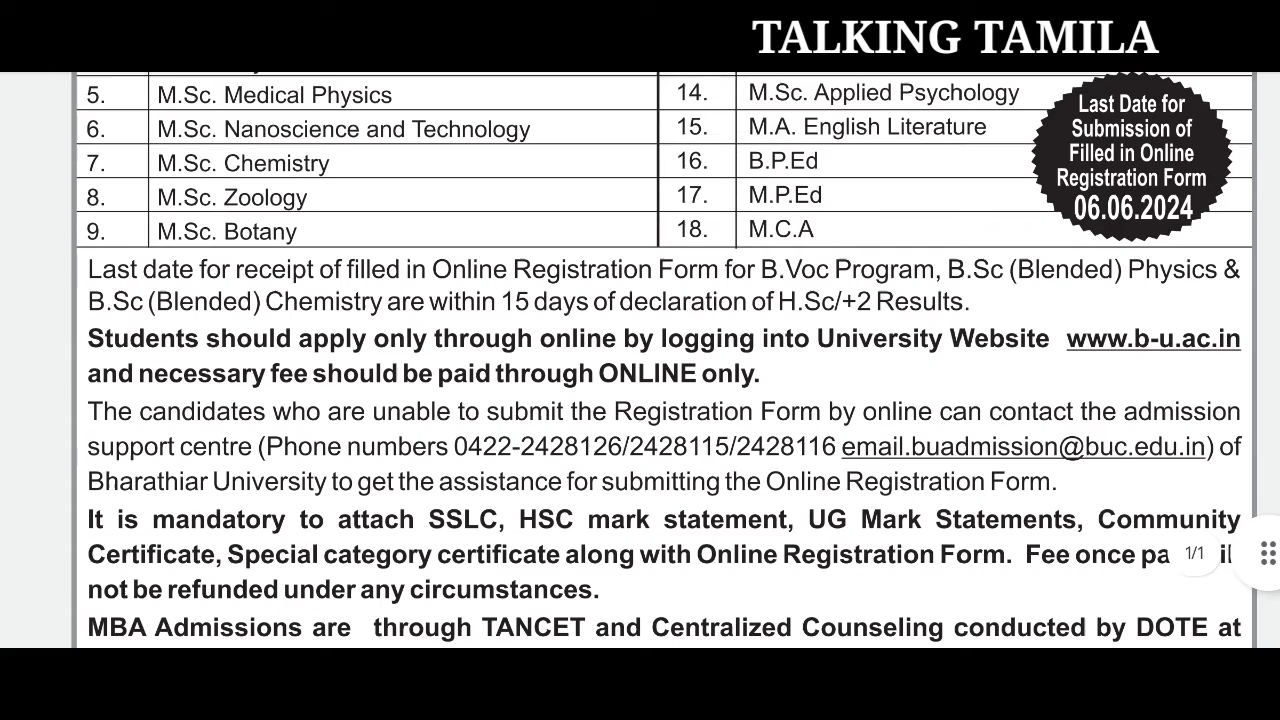 TALKING TAMILA
5. M.Sc. Medical Physics 14. M.Sc. Applied Psychology
6. M.Sc. Nanoscience and Technology 15. M.A. English Literature
7. M.Sc. Chemistry 16. B.P.Ed
8. M.Sc. Zoology 17. M.P.Ed
9. M.Sc. Botany 18. M.C.A
Last Date for
Submission of
Filled in Online
Registration Form
06.06.2024
Last date for receipt of filled in Online Registration Form for B.Voc Program, B.Sc (Blended) Physics &
B.Sc (Blended) Chemistry are within 15 days of declaration of H.Sc/+2 Results.
Students should apply only through online by logging into University Website www.b-u.ac.in
and necessary fee should be paid through ONLINE only.
The candidates who are unable to submit the Registration Form by online can contact the admission
support centre (Phone numbers 0422-2428126/2428115/2428116 email.buadmission@buc.edu.in) of
Bharathiar University to get the assistance for submitting the Online Registration Form.
It is mandatory to attach SSLC, HSC mark statement, UG Mark Statements, Community
Certificate, Special category certificate along with Online Registration Form. Fee once
1/1
not be refunded under any circumstances.
MBA Admissions are through TANCET and Centralized Counseling conducted by DOTE at